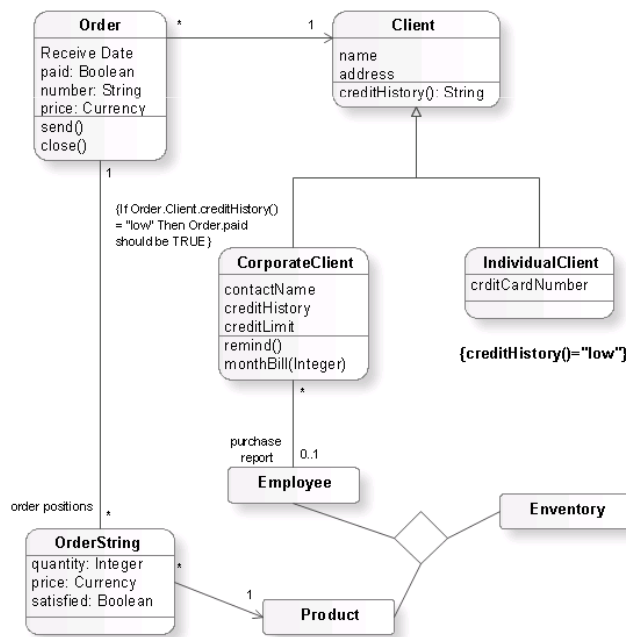 Order
Receive Date
paid: Boolean
number: String
price: Currency
send()
close()
*
1
Client
name
address
creditHistory(): String
1
{If Order.Client.creditHistory()
= "low" Then Order.paid
should be TRUE }
CorporateClient
contactName
creditHistory
creditLimit
remind()
monthBill(Integer)
IndividualClient
crditCardNumber
{creditHistory()="low"}
*
purchase
report
0..1
Employee
Enventory
order positions
*
OrderString
quantity: Integer
price: Currency
satisfied: Boolean
*
1
Product